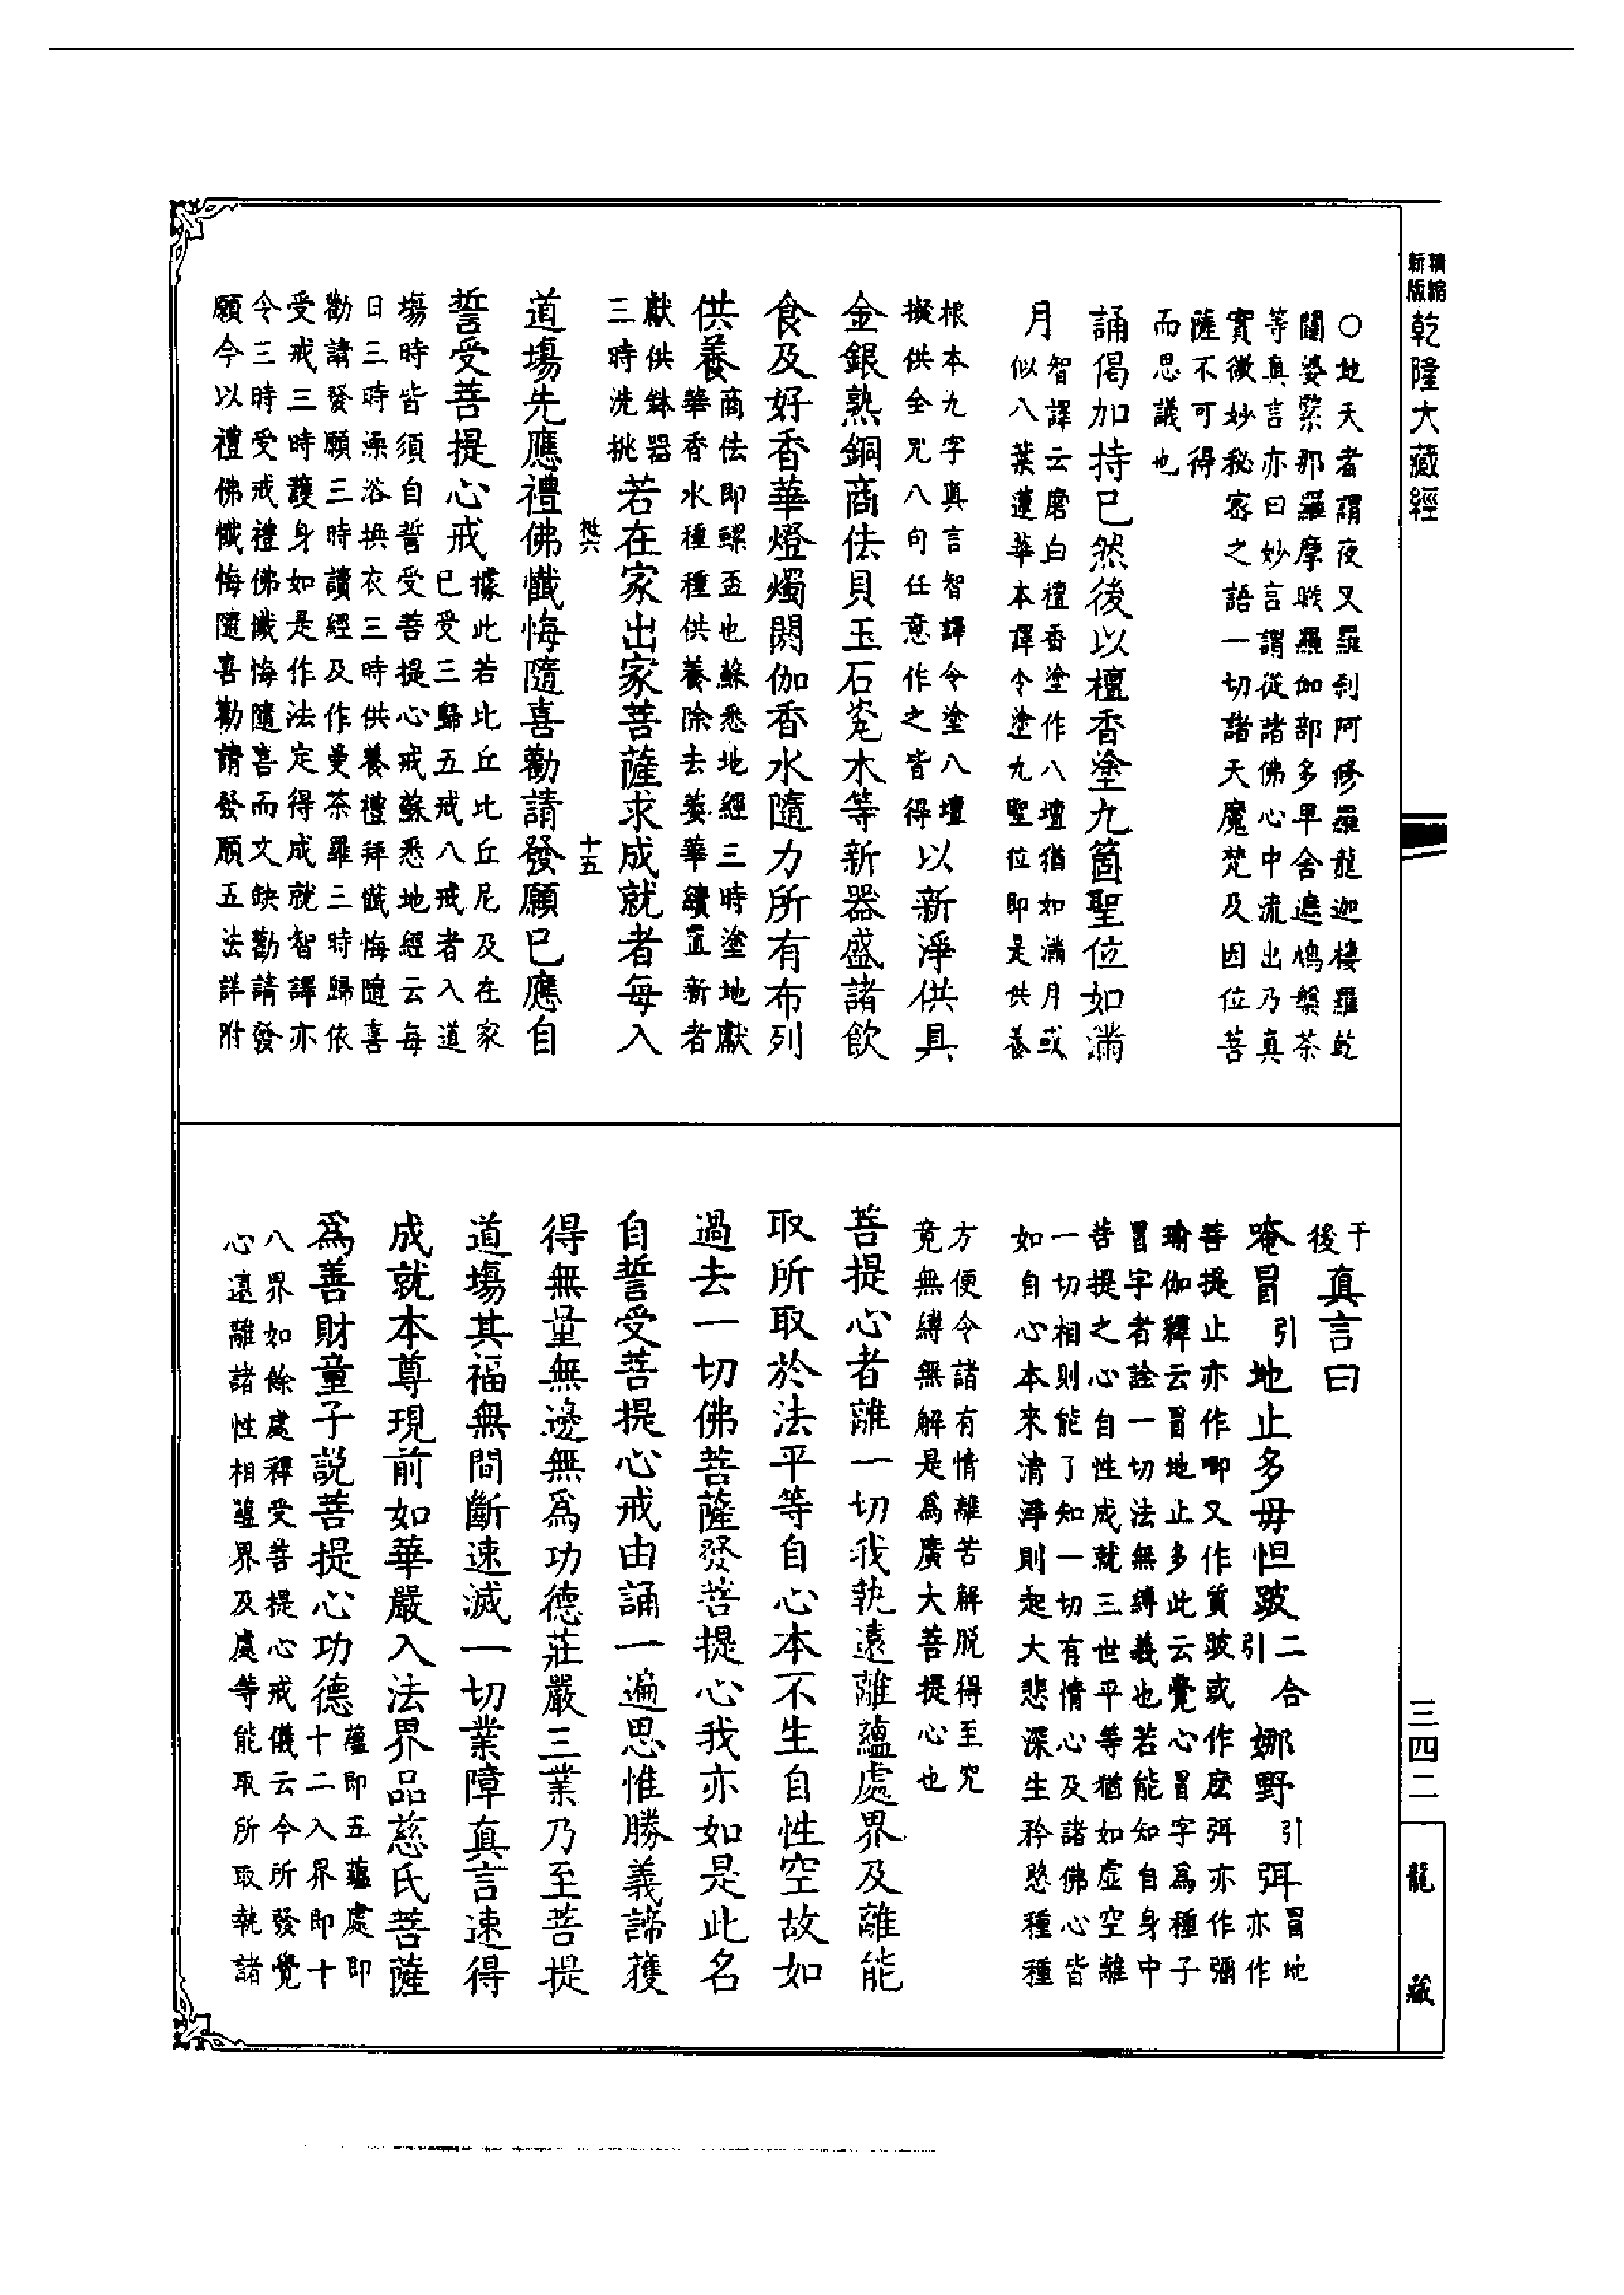 精縮新版乾隆大藏經
○地天者謂夜叉羅剎阿修羅龍迦樓羅乾
闥婆緊那羅摩睺羅伽部多畢舍遮鳩槃茶
等真言亦曰妙言謂從諸佛心中流出乃真
實微妙秘密之語一切諸天魔梵及因位菩
薩不可得
而思議也
誦偈加持已然後以檀香塗九箇聖位如滿
月智譯云磨白檀香塗作八壇猶如滿月或
似八葉蓮華本譯令塗九聖位即是供養
根本九字真言智譯令塗八壇
擬供全咒八句任意作之皆得以新淨供具
金銀熟銅商佉貝玉石瓷木等新器盛諸飲
食及好香華燈燭閼伽香水隨力所有布列
供養商佉即螺盃也蘇悉地經三時塗地獻
華香水種種供養除去萎華續置新者
獻供鉢器
三時洗挑若在家出家菩薩求成就者每入
十五
道場先應禮佛懺悔隨喜勸請發願已應自
誓受菩提心戒據此若比丘比丘尼及在家
已受三歸五戒八戒者入道
場時皆須自誓受菩提心戒蘇悉地經云每
日三時澡浴換衣三時供養禮拜懺悔隨喜
勸請發願三時讀經及作曼茶羅三時歸依
受戒三時護身如是作法定得成就智譯亦
令三時受戒禮佛懺悔隨喜而文缺勸請發
願今以禮佛懺悔隨喜勸請發願五法詳附
于
後真言曰
唵冒引地止多毋怛跛二合引娜野引弭冒地
亦作
菩提止亦作唧又作質跛或作庭弭亦作彌
瑜伽釋云冒地止多此云覺心冒字為種子
冒字者詮一切法無縛義也若能知自身中
菩提之心自性成就三世平等猶如虛空離
一切相則能了知一切有情心及諸佛心皆
如自心本來清淨則起大悲深生矜愍種種
方便令諸有情離苦解脫得至究
竟無縛無解是為廣大菩提心也
菩提心者離一切我執遠離蘊處界及離能
取所取於法平等自心本不生自性空故如
過去一切佛菩薩發菩提心我亦如是此名
自誓受菩提心戒由誦一遍思惟勝義諦獲
得無量無邊無為功德莊嚴三業乃至菩提
道場其福無間斷速滅一切業障真言速得
成就本尊現前如華嚴入法界品慈氏菩薩
為善財童子說菩提心功德蘊即五蘊處即
十二入界即十
八界如餘處釋受菩提心戒儀云今所發覺
心遠離諸性相蘊界及處等能取所取執諸
三四二
龍藏